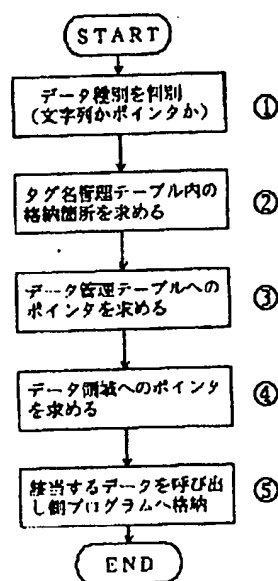 START
データ種別を判別
(文字列かポインタか)
①
タグ名管理テーブル内の
格納箇所を求める
②
データ管理テーブルへの
ポインタを求める
③
データ領域へのポインタ
を求める
④
該当するデータを呼び出
し側プログラムへ格納
⑤
END